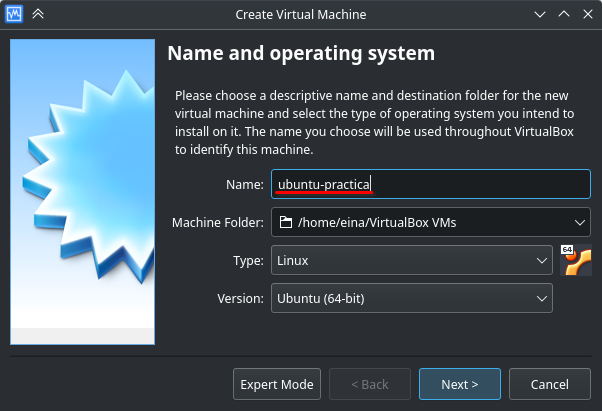 Create Virtual Machine
Name and operating system
Please choose a descriptive name and destination folder for the new
virtual machine and select the type of operating system you intend to
install on it. The name you choose will be used throughout VirtualBox
to identify this machine.
Name: ubuntu-practica
Machine Folder: /home/eina/VirtualBox VMs
Type: Linux 64
Version: Ubuntu (64-bit)
Expert Mode < Back Next > Cancel